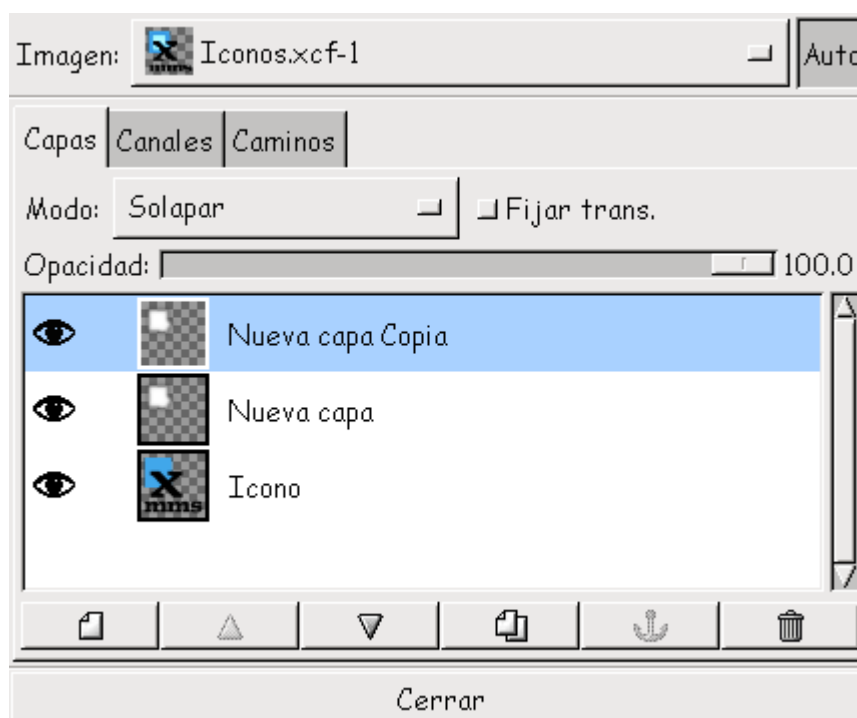 Imagen: Iconos.xcf-1 Auto
Capas Canales Caminos
Modo: Solapar Fijar trans.
Opacidad: 100.0
Nueva capa Copia
Nueva capa
X mms Icono
Cerrar